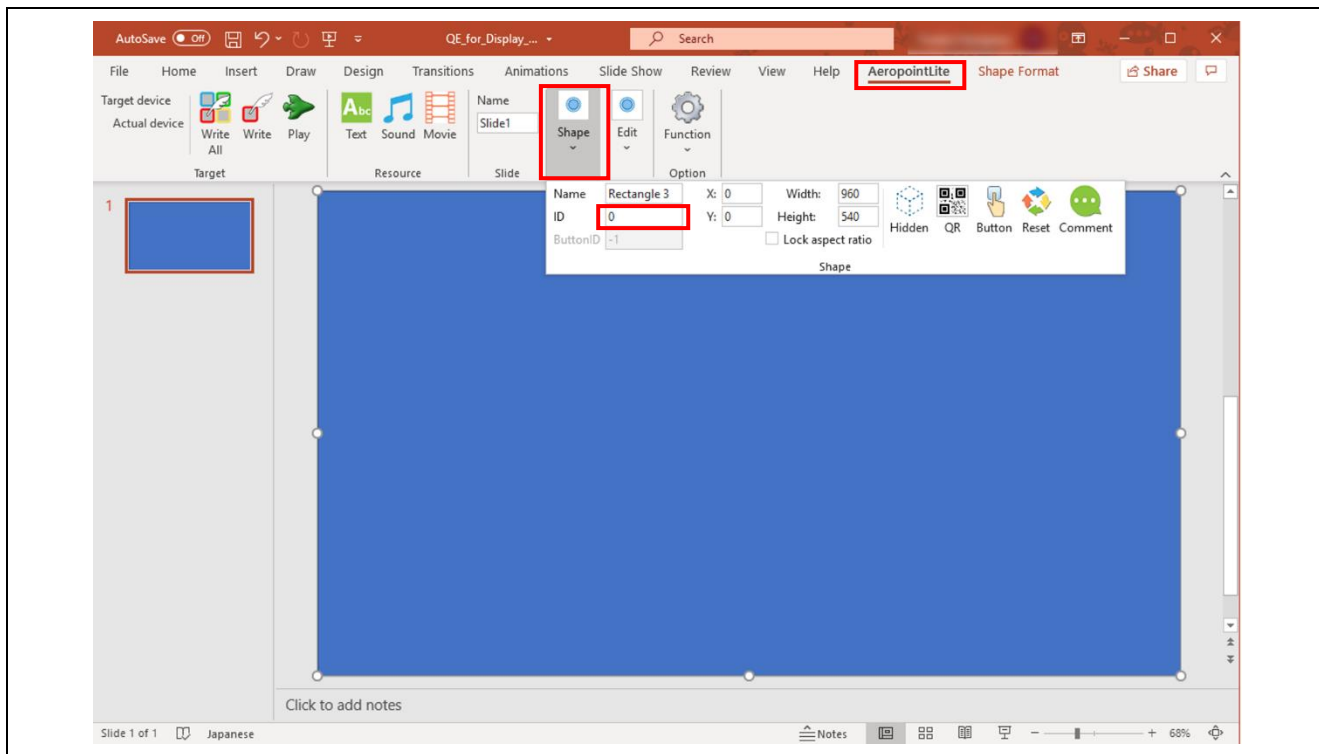 AutoSave Off QE_for_Display_... Search
File Home Insert Draw Design Transitions Animations Slide Show Review View Help AeropointLite Shape Format Share
Target device
Actual device
Write All
Write
Play
Target
Abc
Text Sound Movie
Resource
Name
Slide1
Slide
Shape
Edit
Function
Option
Name Rectangle 3 X: 0 Width: 960
ID 0 Y: 0 Height: 540
ButtonID -1 Lock aspect ratio
Hidden QR Button Reset Comment
Shape
1
Click to add notes
Slide 1 of 1 Japanese Notes 68%